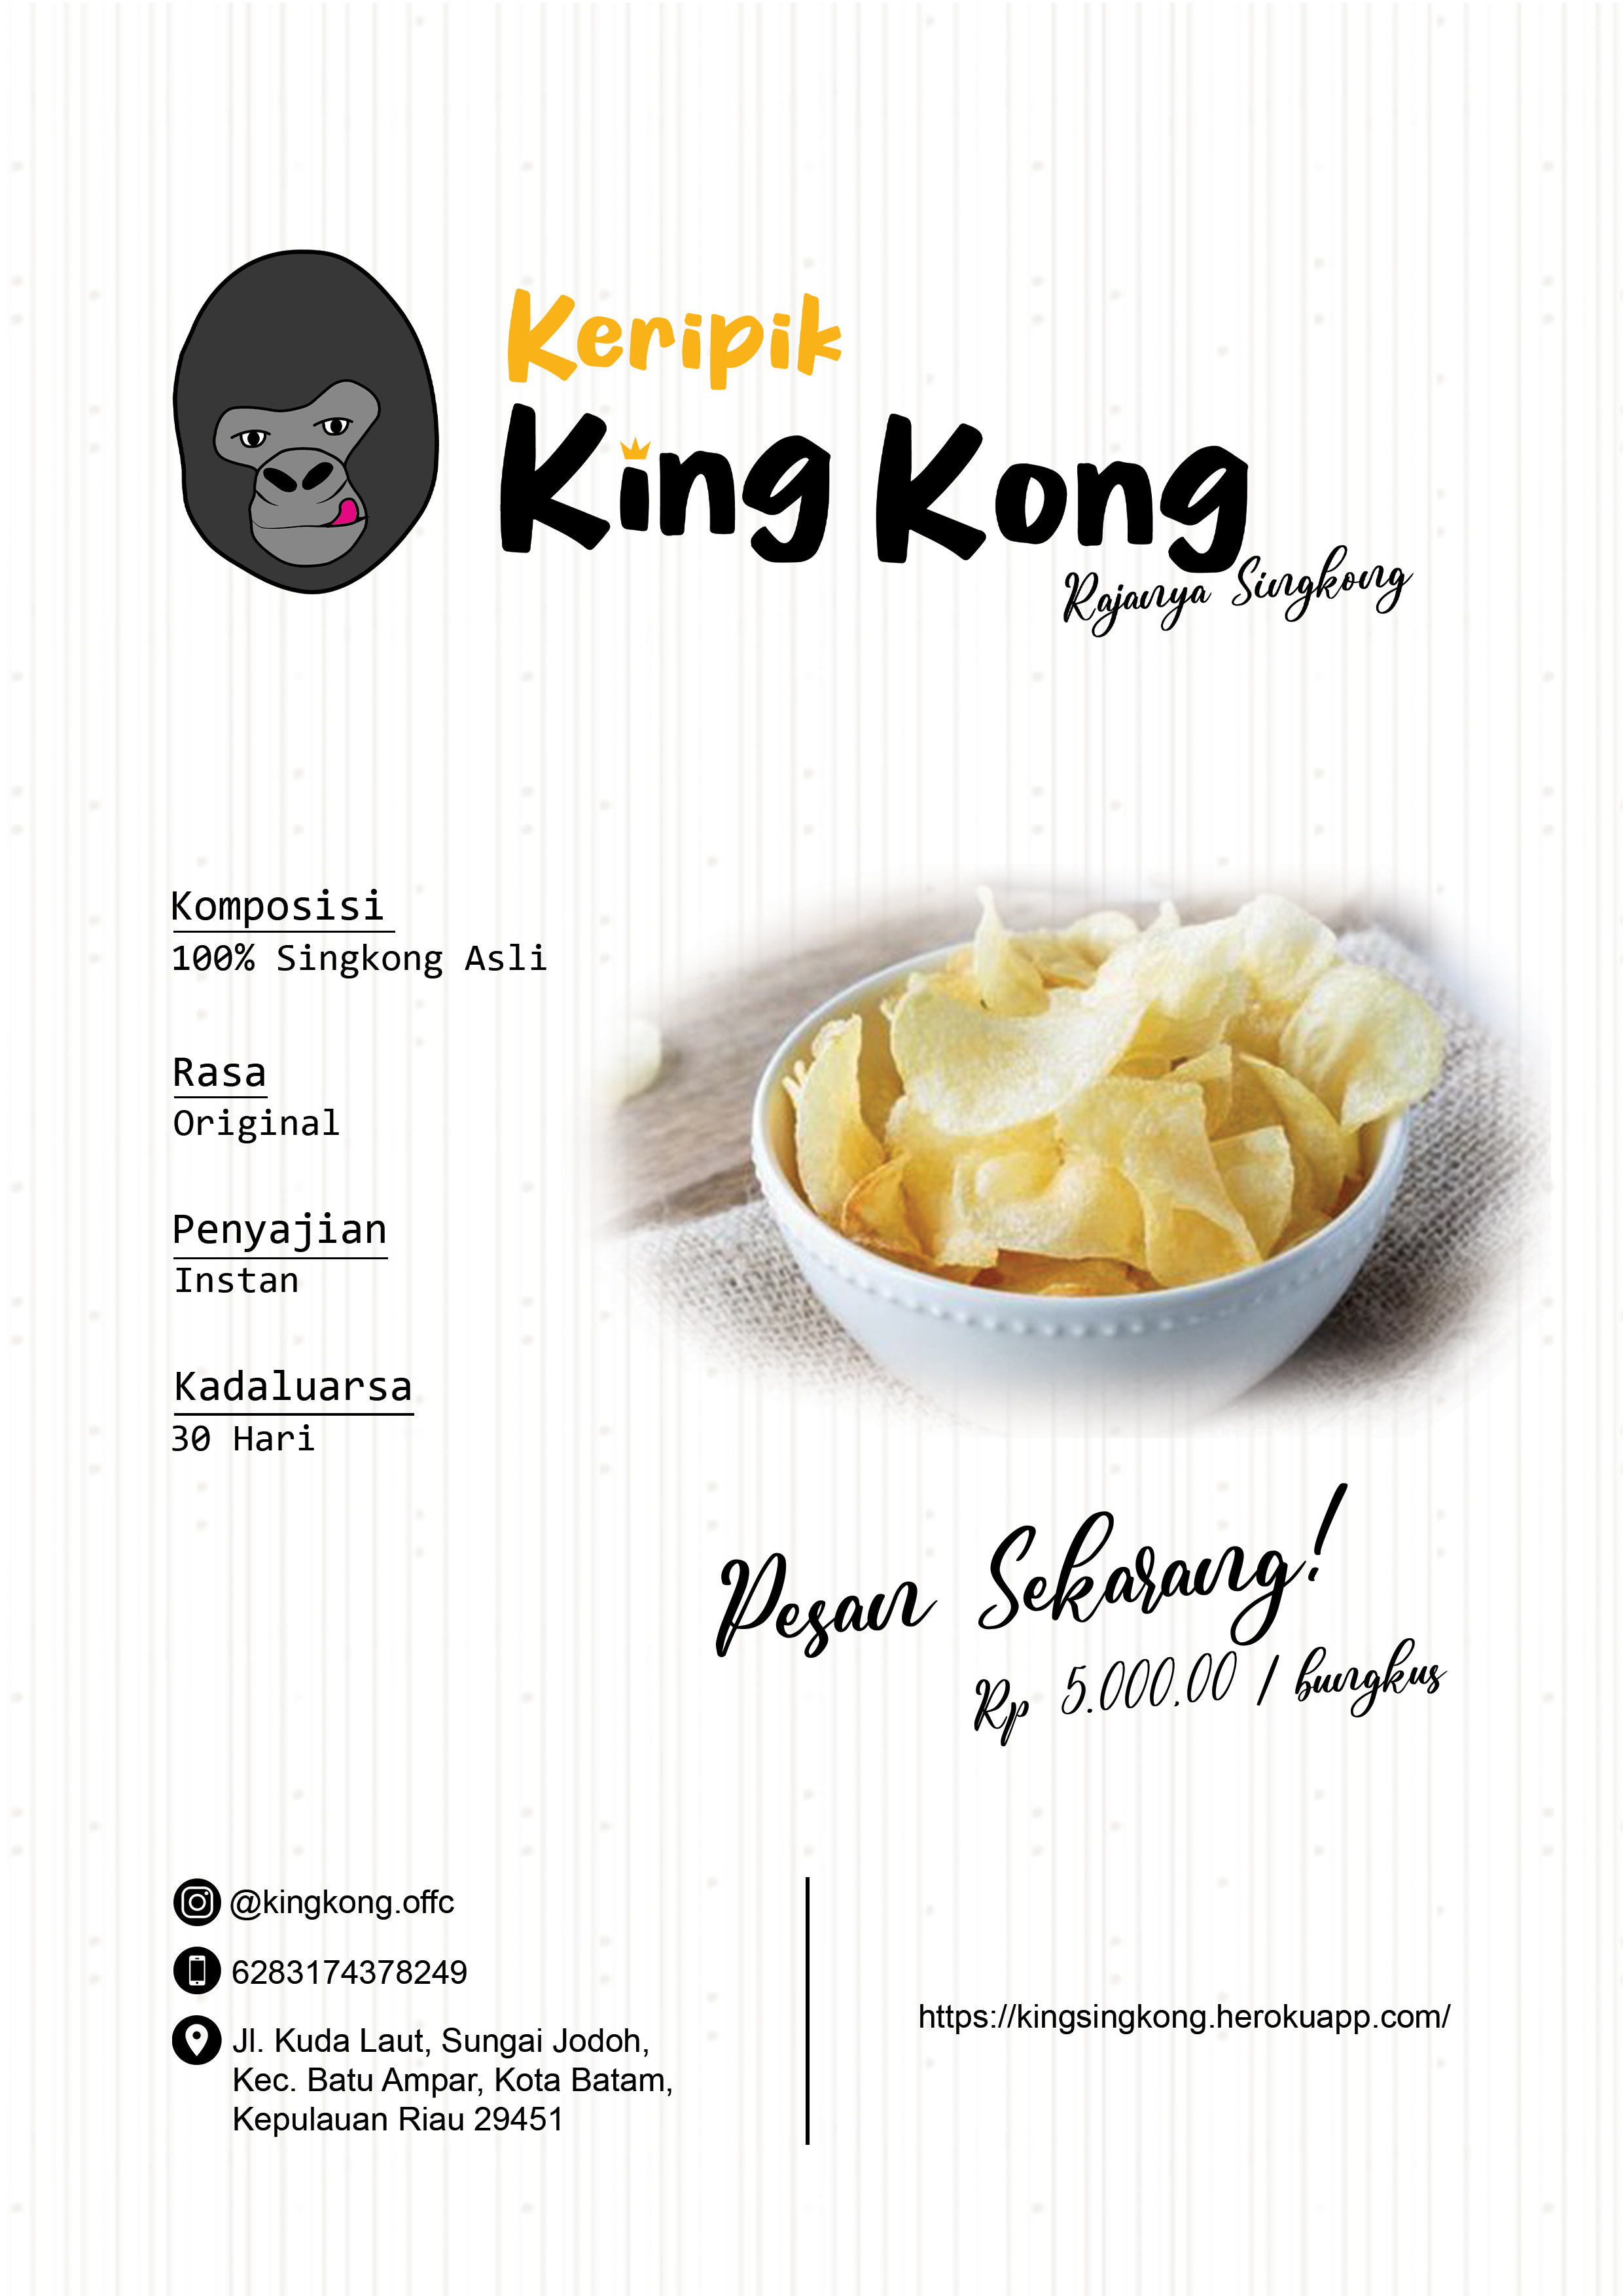 Keripik
King Kong
Rajanya Singkong
Komposisi
100% Singkong Asli
Rasa
Original
Penyajian
Instan
Kadaluarsa
30 Hari
Pesan Sekarang!
Rp 5.000,00 / bungkus
@kingkong.offc
6283174378249
Jl. Kuda Laut, Sungai Jodoh,
Kec. Batu Ampar, Kota Batam,
Kepulauan Riau 29451
https://kingsingkong.herokuapp.com/